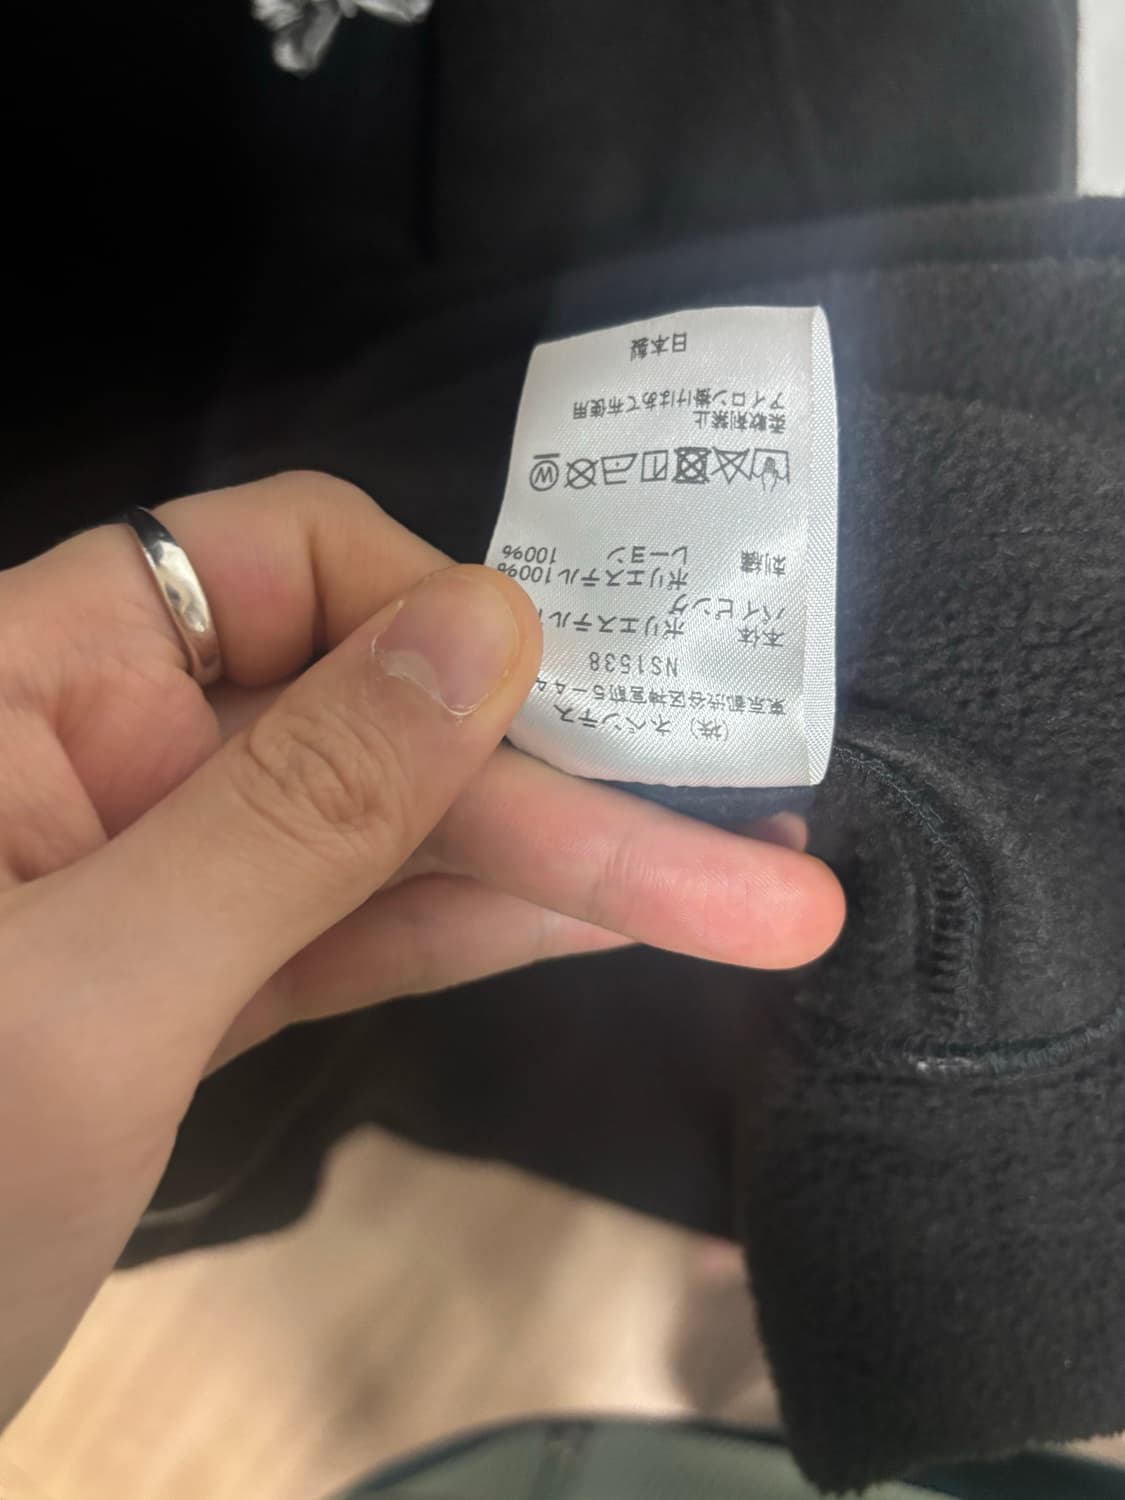 (株) ネペンテス
東京都渋谷区神宮前5-44
NS1538
本体 ポリエステル
パイピング
ポリエステル100%
刺繍 レーヨン 100%
W
柔軟剤禁止
アイロン掛けはあて布使用
日本製